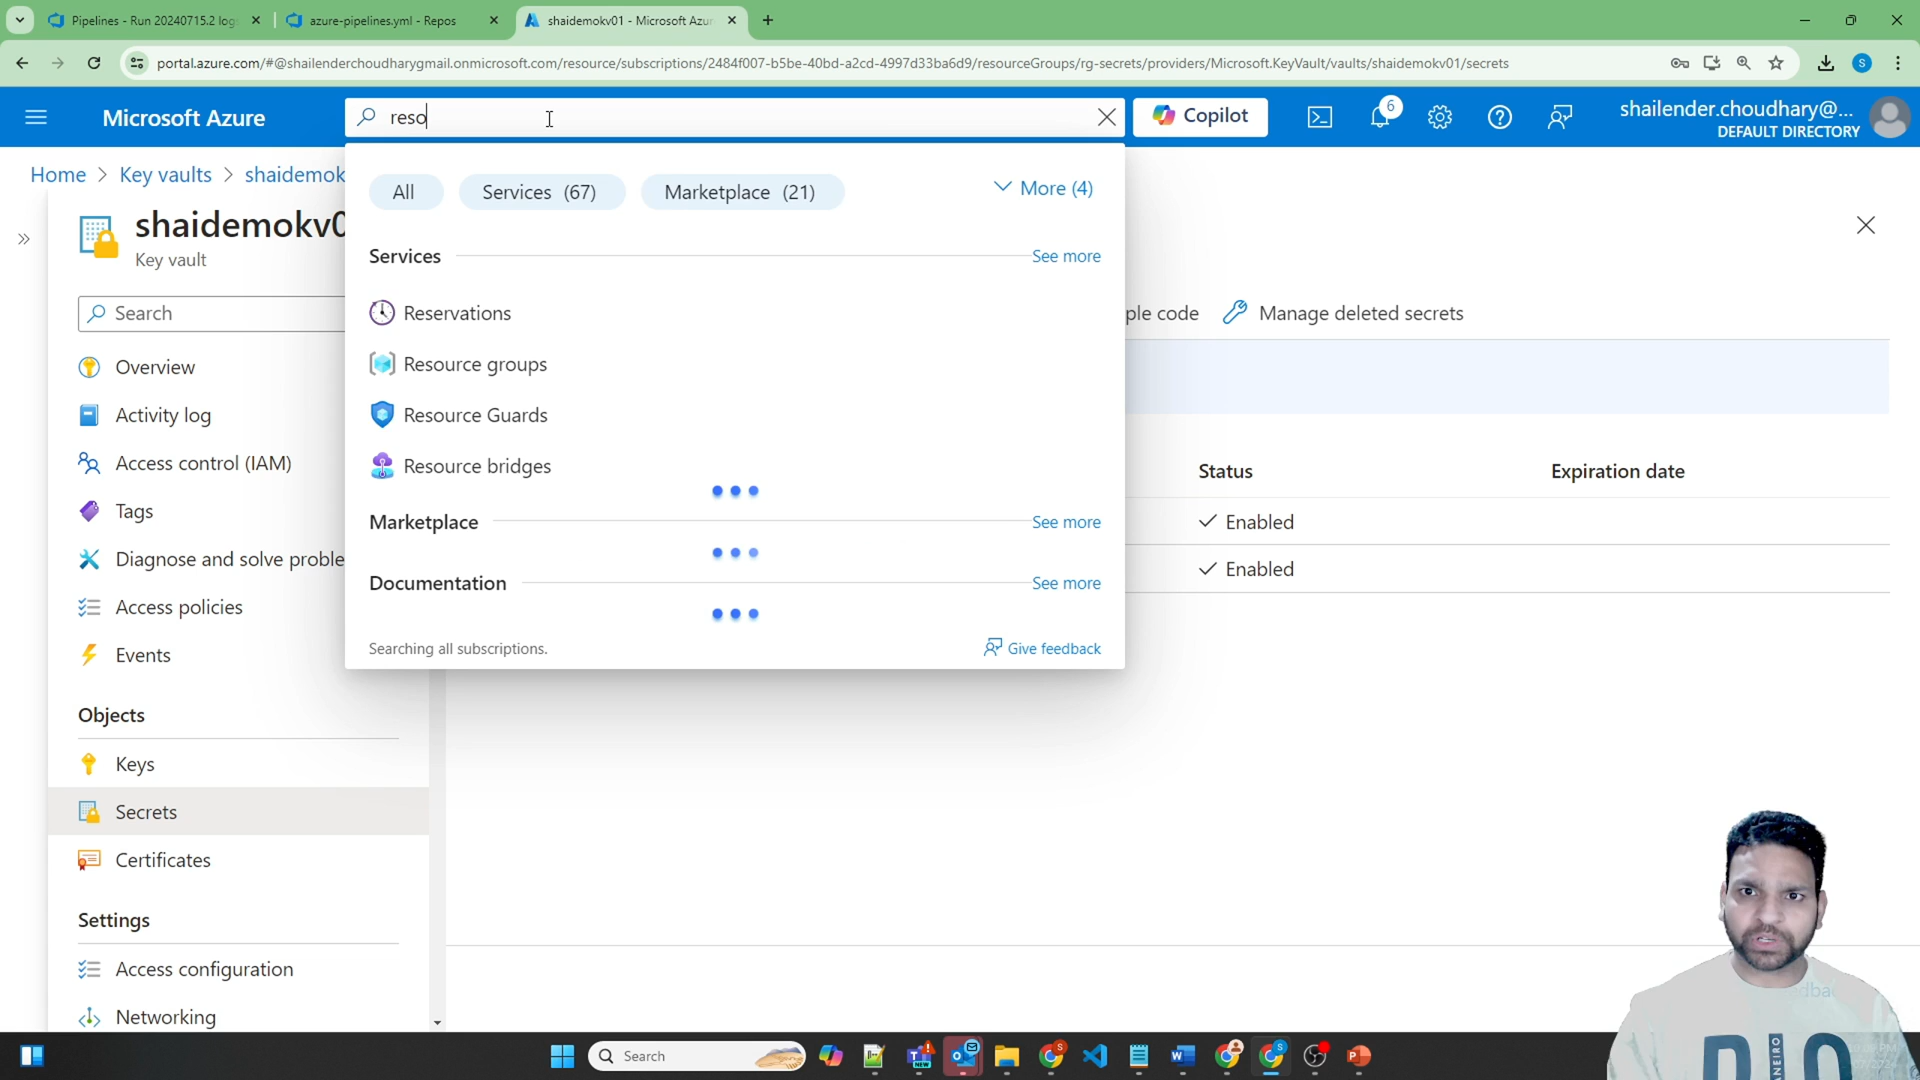 Pipelines - Run 20240715.2 log
azure-pipelines.yml - Repos
shaidemokv01 - Microsoft Azur
portal.azure.com/#@shailenderchoudharygmail.onmicrosoft.com/resource/subscriptions/2484f007-b5be-40bd-a2cd-4997d33ba6d9/resourceGroups/rg-secrets/providers/Microsoft.KeyVault/vaults/shaidemokv01/secrets
S
Microsoft Azure
reso
Copilot
6
shailender.choudhary@...
DEFAULT DIRECTORY
Home > Key vaults > shaidemok
shaidemokv0
Key vault
Search
Overview
Activity log
Access control (IAM)
Tags
Diagnose and solve proble
Access policies
Events
Objects
Keys
Secrets
Certificates
Settings
Access configuration
Networking
All
Services (67)
Marketplace (21)
More (4)
Services
See more
Reservations
Resource groups
Resource Guards
Resource bridges
Marketplace
See more
Documentation
See more
Searching all subscriptions.
Give feedback
ple code
Manage deleted secrets
Status
Expiration date
Enabled
Enabled
Search
RIO